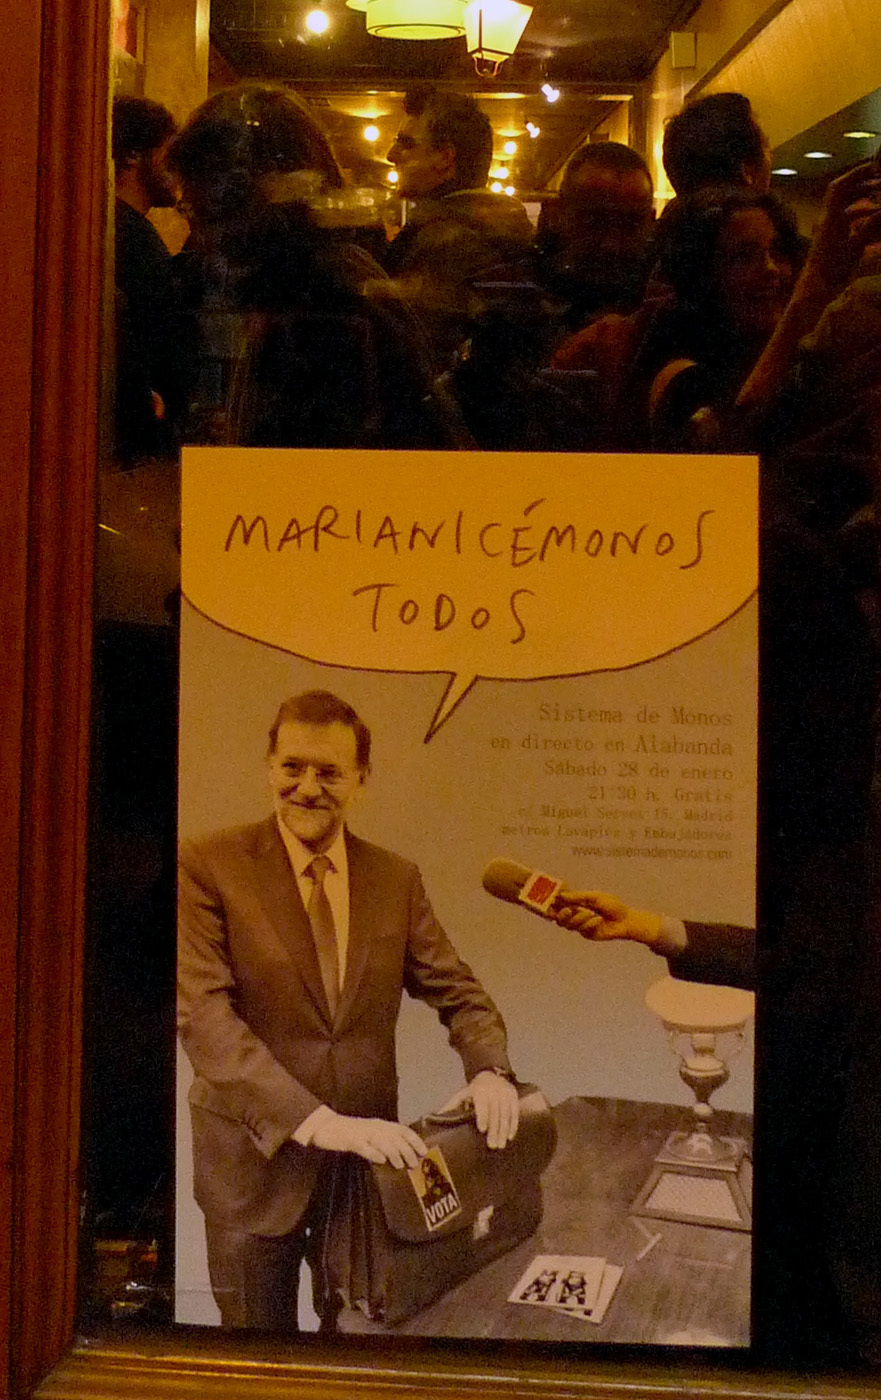 MARIANICÉMONOS
TODOS
Sistema de Monos
en directo en Alabanda
Sábado 28 de enero
21:30 h. Gratis
c/ Miguel Servet 15. Madrid
metros Lavapies y Embajadores
www.sistemademonos.com
VOTA